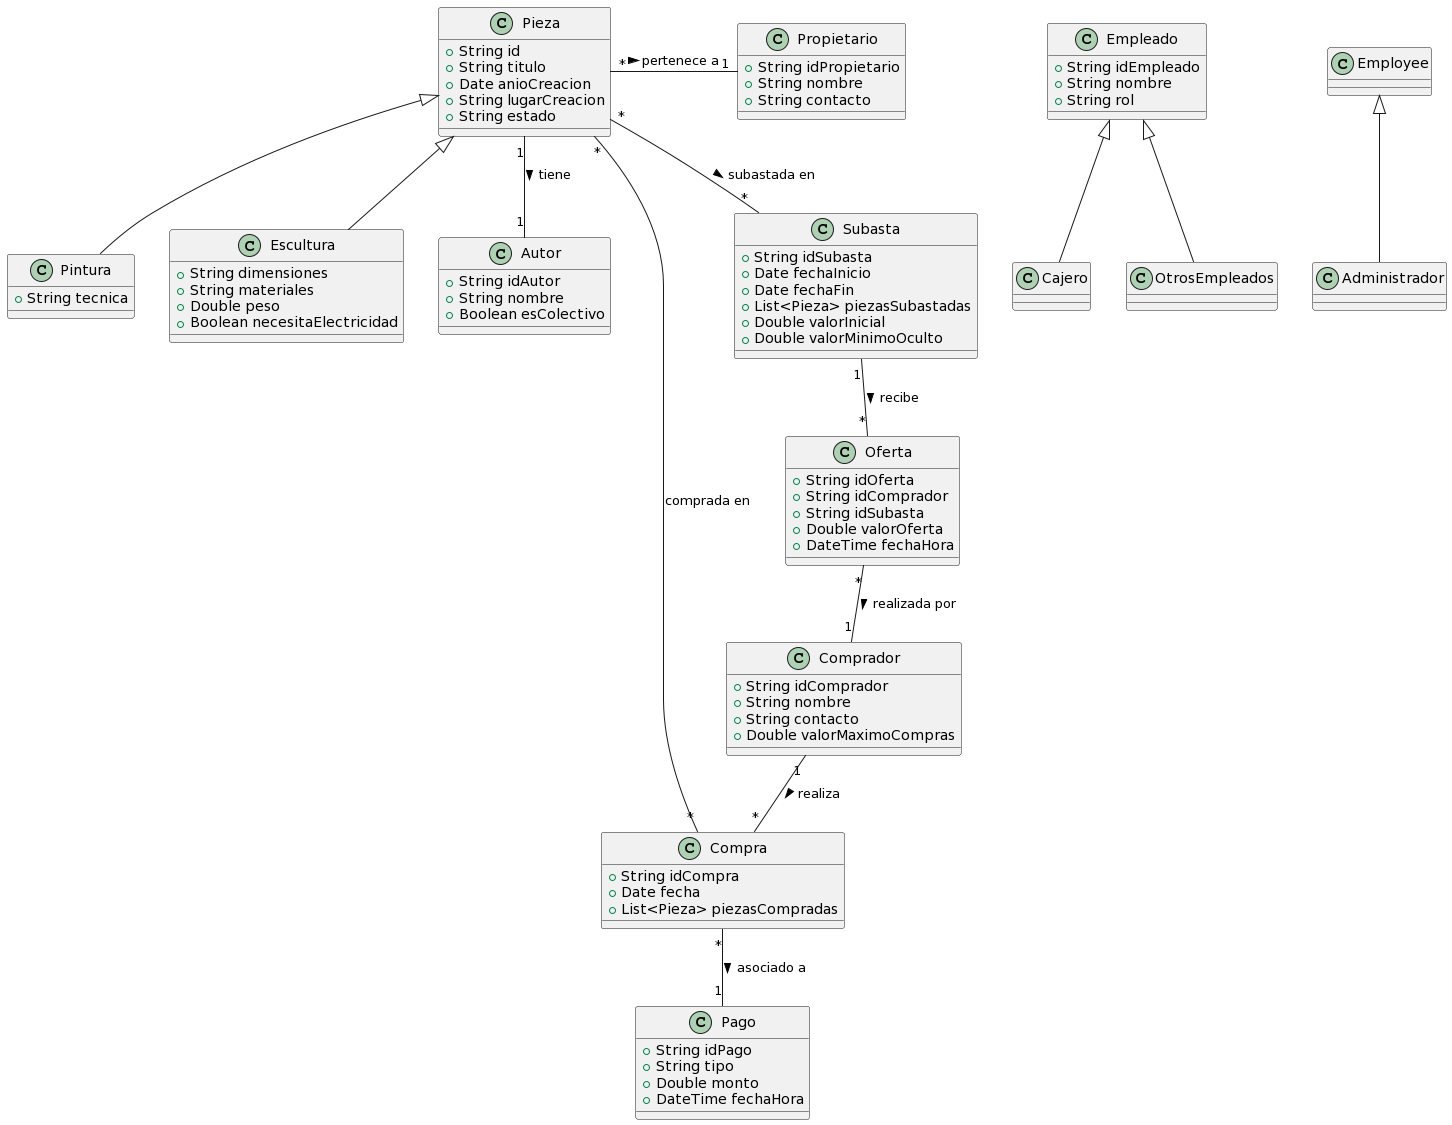 C Pieza
String id
String titulo
Date anioCreacion
String lugarCreacion
String estado
* pertenece a 1
C Propietario
String idPropietario
String nombre
String contacto
C Empleado
String idEmpleado
String nombre
String rol
C Employee
1
tiene
1
*
*
subastada en
*
C Pintura
String tecnica
C Escultura
String dimensiones
String materiales
Double peso
Boolean necesitaElectricidad
C Autor
String idAutor
String nombre
Boolean esColectivo
C Subasta
String idSubasta
Date fechaInicio
Date fechaFin
List<Pieza> piezasSubastadas
Double valorInicial
Double valorMinimoOculto
C Cajero
C OtrosEmpleados
C Administrador
1
recibe
*
comprada en
C Oferta
String idOferta
String idComprador
String idSubasta
Double valorOferta
DateTime fechaHora
*
realizada por
1
C Comprador
String idComprador
String nombre
String contacto
Double valorMaximoCompras
1
realiza
*
*
C Compra
String idCompra
Date fecha
List<Pieza> piezasCompradas
*
asociado a
1
C Pago
String idPago
String tipo
Double monto
DateTime fechaHora